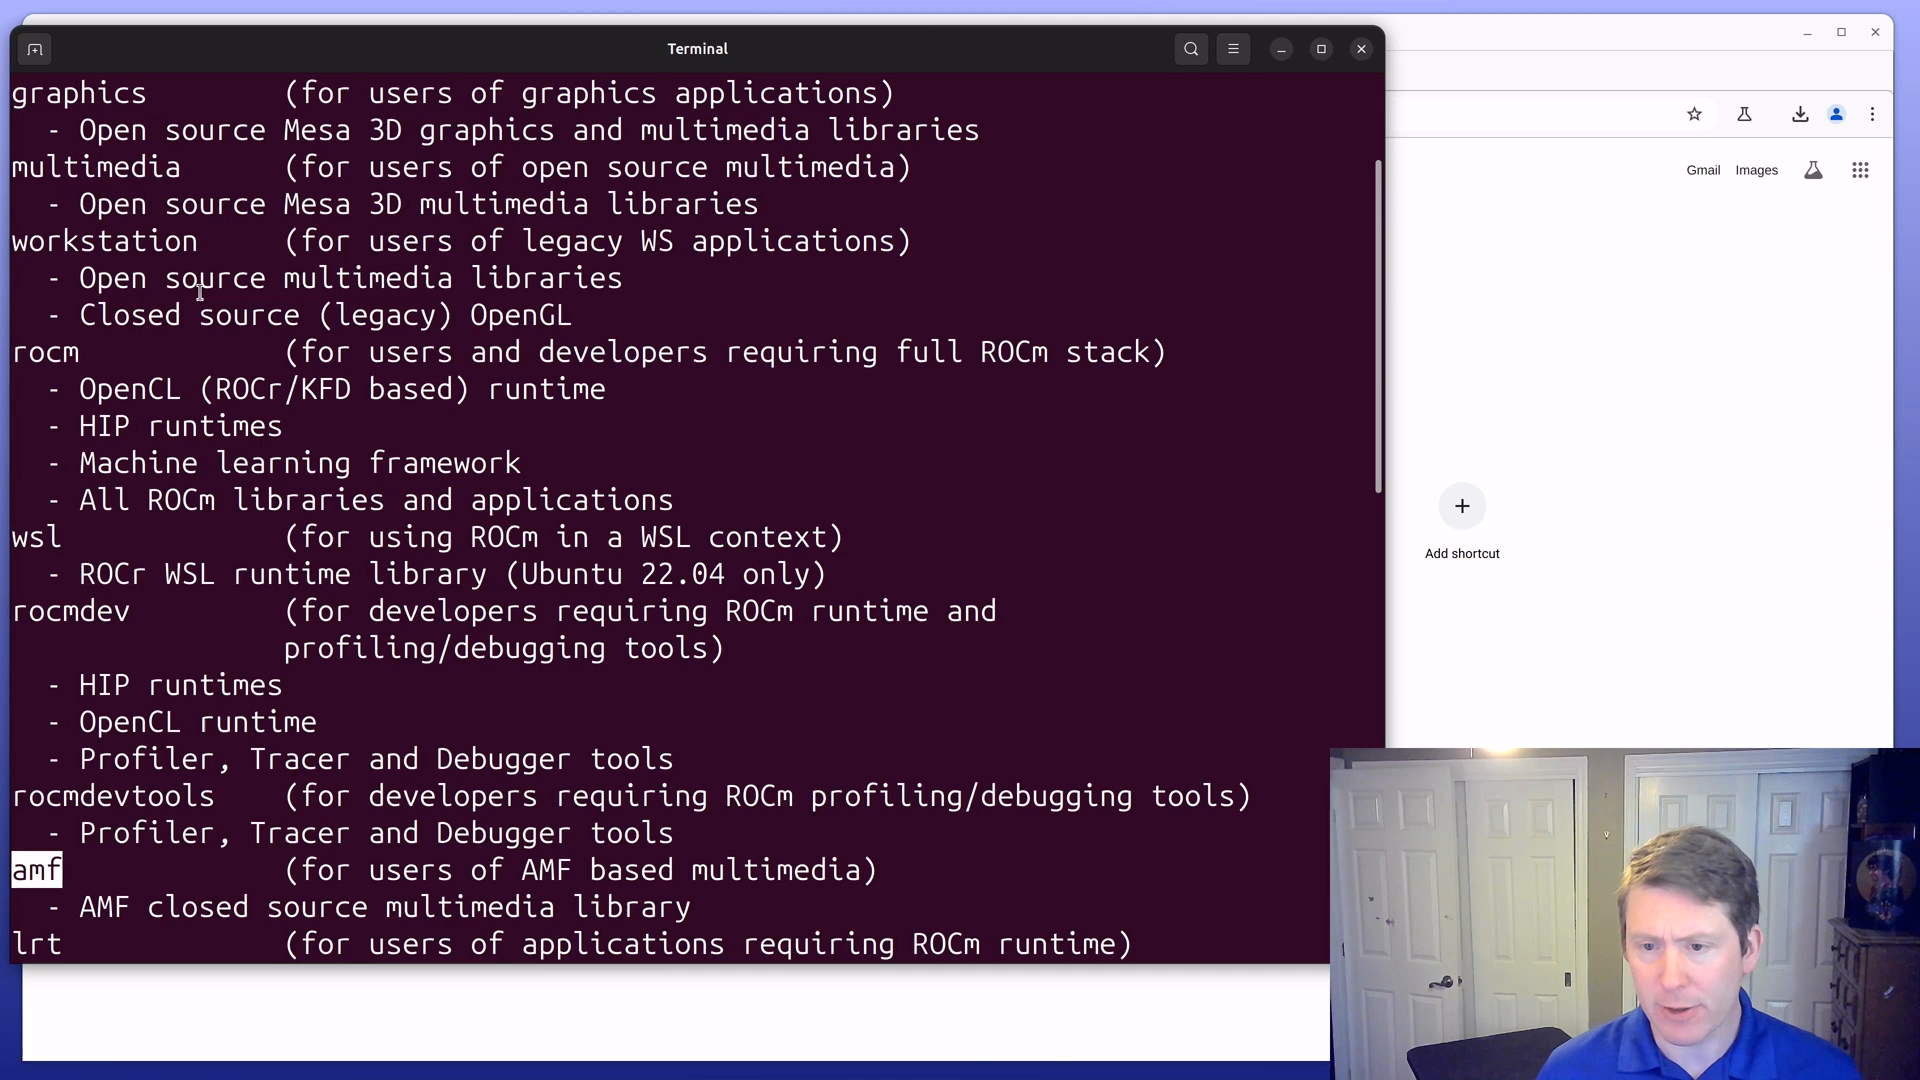 Terminal
graphics (for users of graphics applications)
- Open source Mesa 3D graphics and multimedia libraries
multimedia (for users of open source multimedia)
- Open source Mesa 3D multimedia libraries
workstation (for users of legacy WS applications)
- Open source multimedia libraries
- Closed source (legacy) OpenGL
rocm (for users and developers requiring full ROCm stack)
- OpenCL (ROCr/KFD based) runtime
- HIP runtimes
- Machine learning framework
- All ROCm libraries and applications
wsl (for using ROCm in a WSL context)
- ROCr WSL runtime library (Ubuntu 22.04 only)
rocmdev (for developers requiring ROCm runtime and
profiling/debugging tools)
- HIP runtimes
- OpenCL runtime
- Profiler, Tracer and Debugger tools
rocmdevtools (for developers requiring ROCm profiling/debugging tools)
- Profiler, Tracer and Debugger tools
amf (for users of AMF based multimedia)
- AMF closed source multimedia library
lrt (for users of applications requiring ROCm runtime)
Gmail Images
Add shortcut